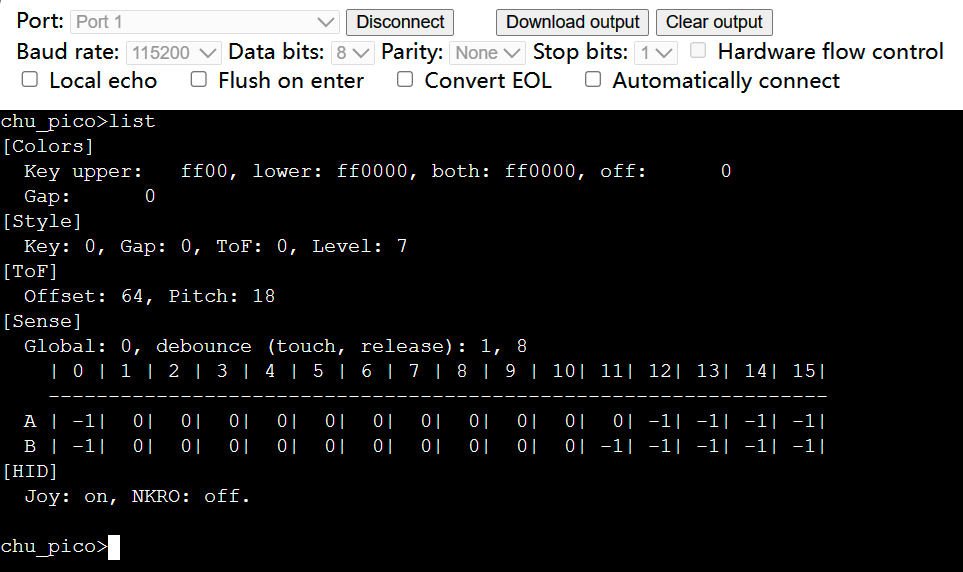 Port: Port 1 Disconnect Download output Clear output
Baud rate: 115200 Data bits: 8 Parity: None Stop bits: 1 Hardware flow control
Local echo Flush on enter Convert EOL Automatically connect
chu_pico>list
[Colors]
  Key upper:   ff00, lower: ff0000, both: ff0000, off:      0
  Gap:      0
[Style]
  Key: 0, Gap: 0, ToF: 0, Level: 7
[ToF]
  Offset: 64, Pitch: 18
[Sense]
  Global: 0, debounce (touch, release): 1, 8
    | 0 | 1 | 2 | 3 | 4 | 5 | 6 | 7 | 8 | 9 | 10| 11| 12| 13| 14| 15|
    -----------------------------------------------------------------
  A | -1|  0|  0|  0|  0|  0|  0|  0|  0|  0|  0|  0| -1| -1| -1| -1|
  B | -1|  0|  0|  0|  0|  0|  0|  0|  0|  0|  0| -1| -1| -1| -1| -1|
[HID]
  Joy: on, NKRO: off.
chu_pico>